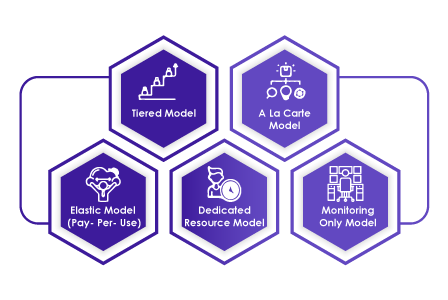 Tiered Model
A La Carte
Model
Elastic Model
(Pay- Per- Use)
Dedicated
Resource Model
Monitoring
Only Model